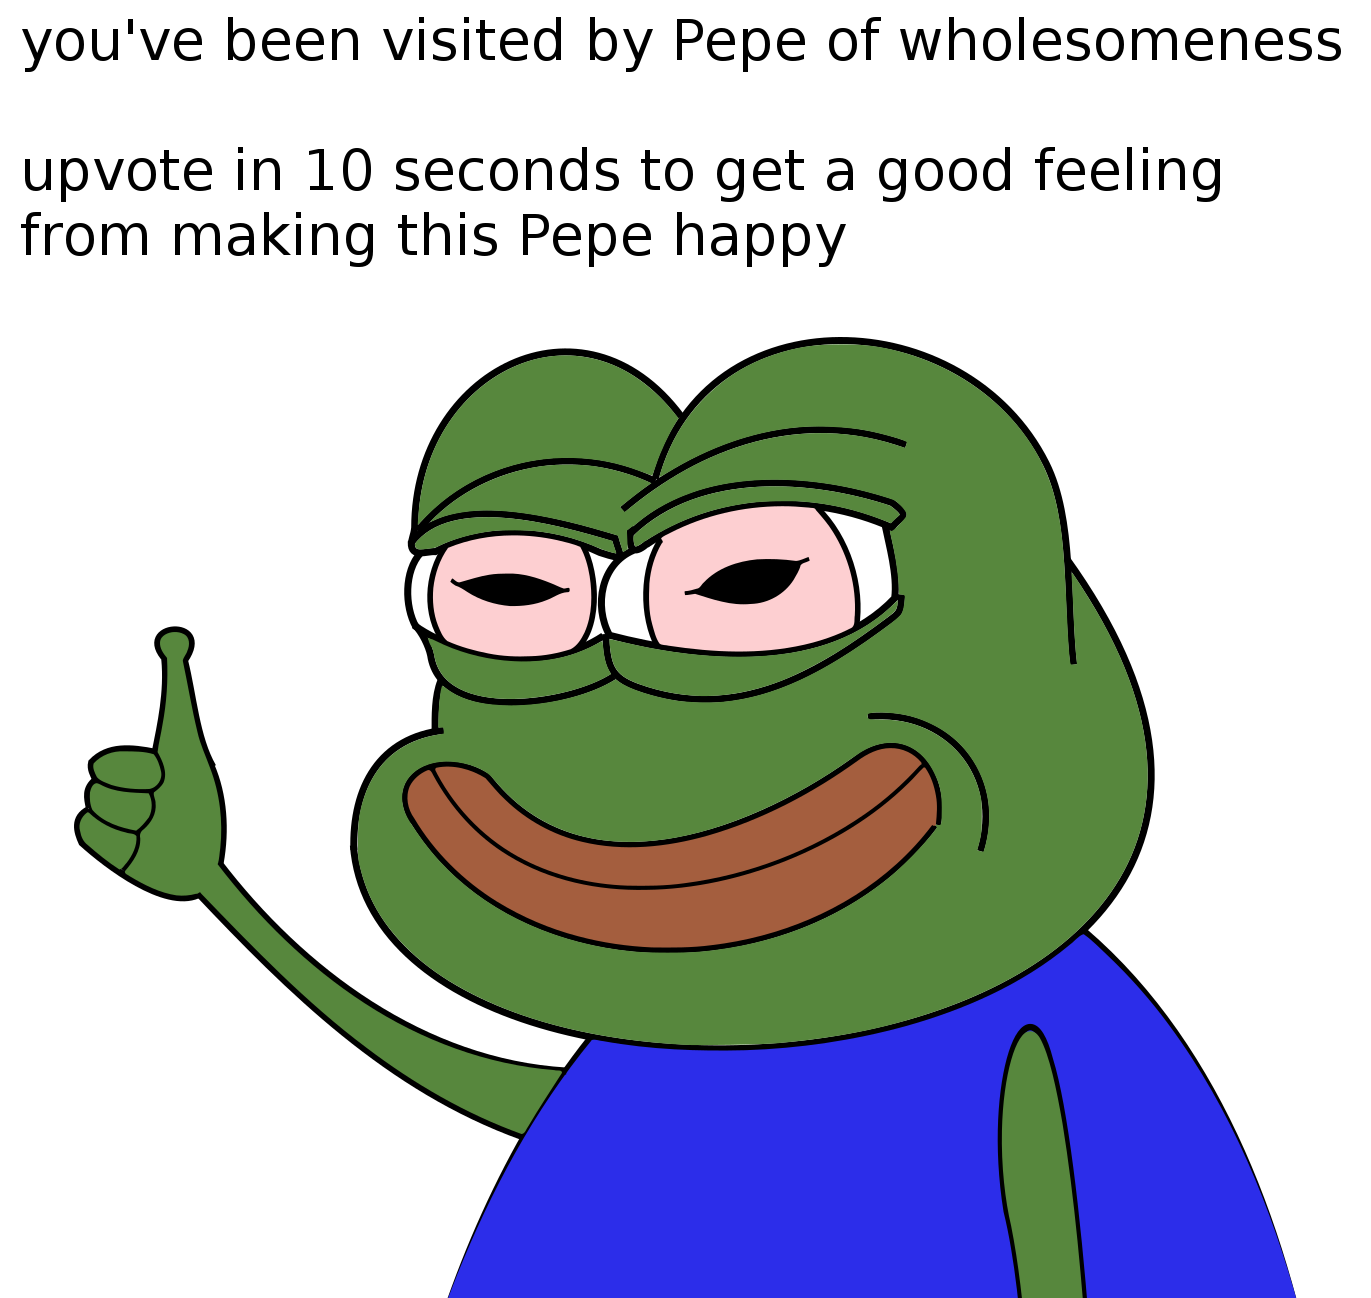 you've been visited by Pepe of wholesomeness
upvote in 10 seconds to get a good feeling
from making this Pepe happy